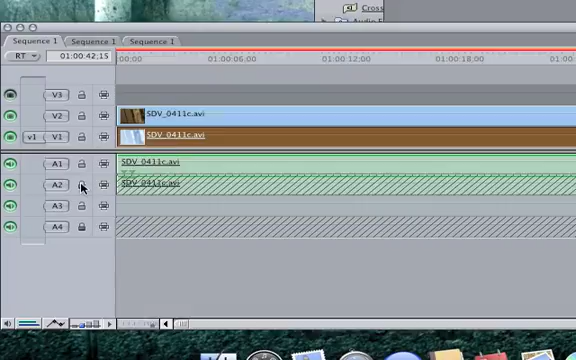 Cross
Audio F
Sequence 1 Sequence 1 Sequence 1
RT 01:00:42;15 00:00 01:00:06;00 01:00:12;00 01:00:18;00 01:00
V3
V2 SDV_0411c.avi
v1 V1 SDV_0411c.avi
A1 SDV_0411c.avi
A2 SDV_0411c.avi
A3
A4